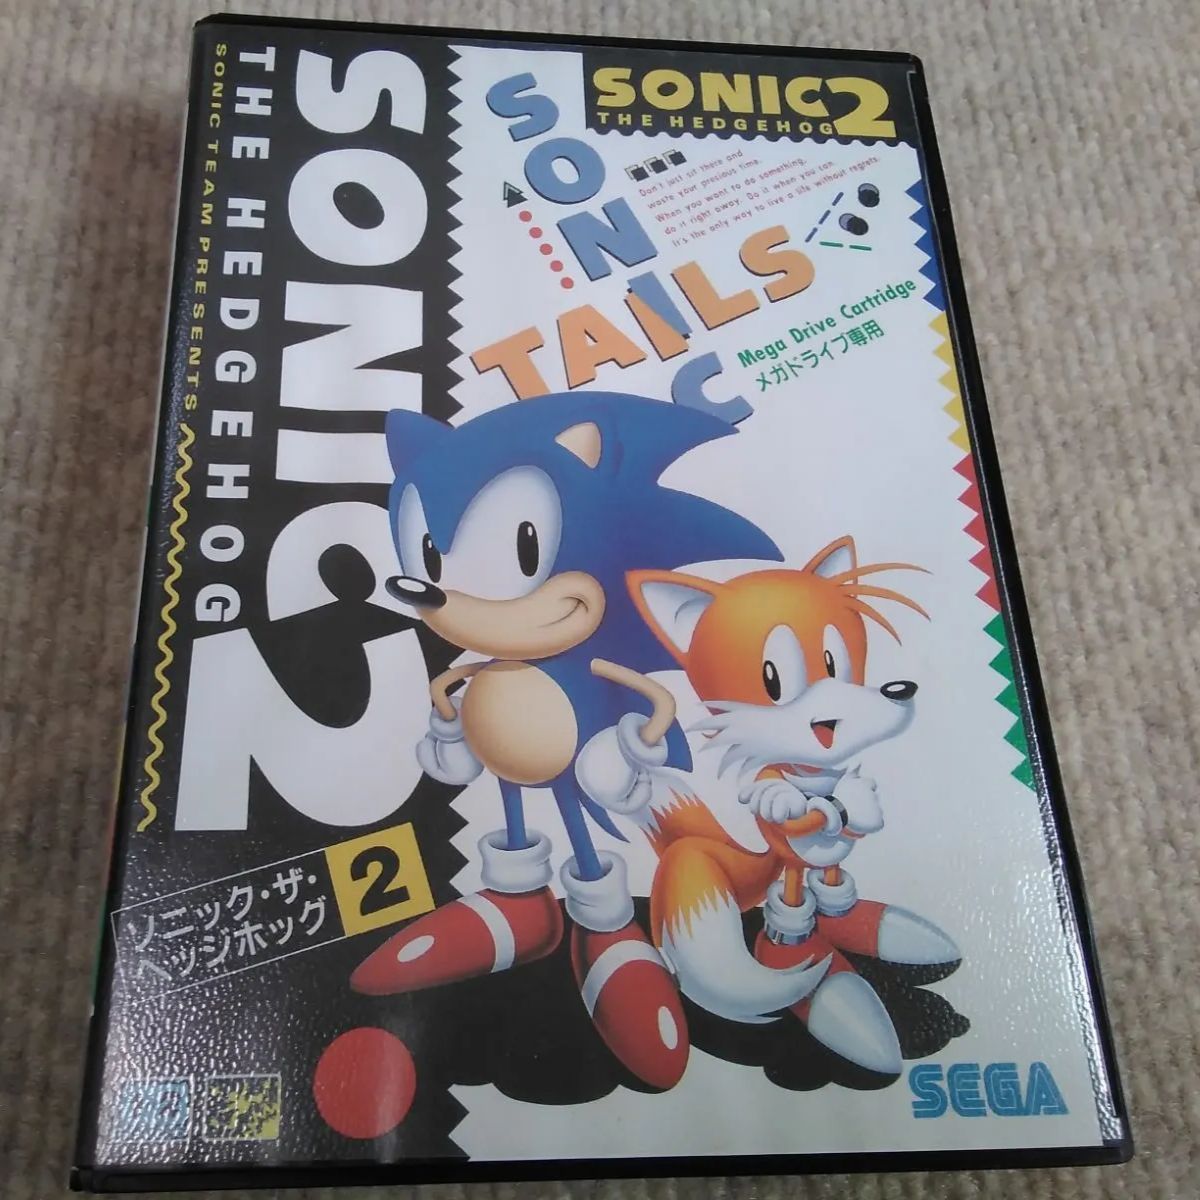 SONIC 2
THE HEDGEHOG
SONIC TEAM PRESENTS
SONIC 2
THE HEDGEHOG
SONIC
TAILS
Don't just sit there and
waste your precious time.
When you want to do something,
do it right away. Do it when you can
It's the only way to live a life without regrets.
Mega Drive Cartridge
メガドライブ専用
ソニック・ザ・
ヘッジホッグ 2
SEGA